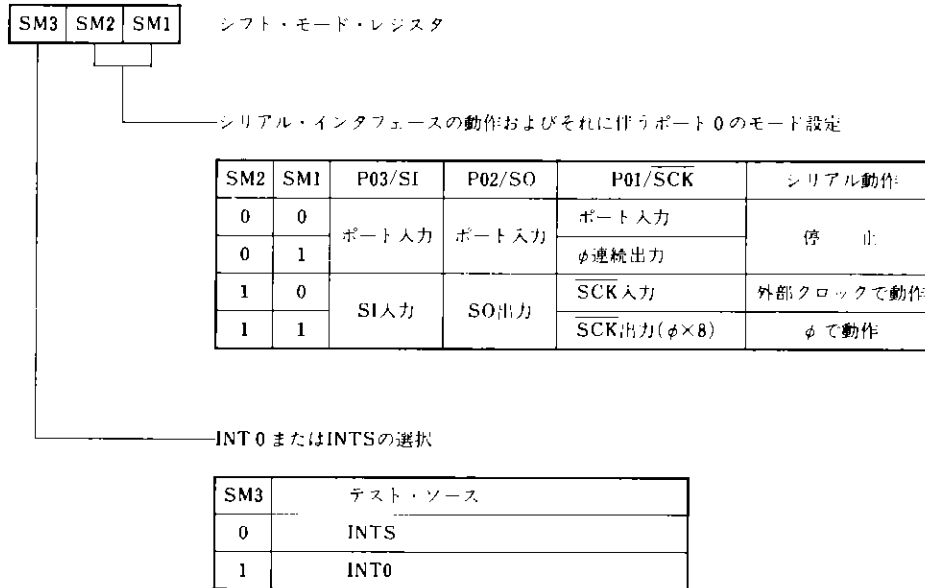 SM3 SM2 SM1 シフト・モード・レジスタ
シリアル・インタフェースの動作およびそれに伴うポート0のモード設定
SM2 SM1 P03/SI P02/SO P01/S̅C̅K̅ シリアル動作
0 0 ポート入力 ポート入力 ポート入力 停 止
0 1 φ連続出力
1 0 SI入力 SO出力 S̅C̅K̅入力 外部クロックで動作
1 1 S̅C̅K̅出力(φ×8) φで動作
INT0またはINTSの選択
SM3 テスト・ソース
0 INTS
1 INT0